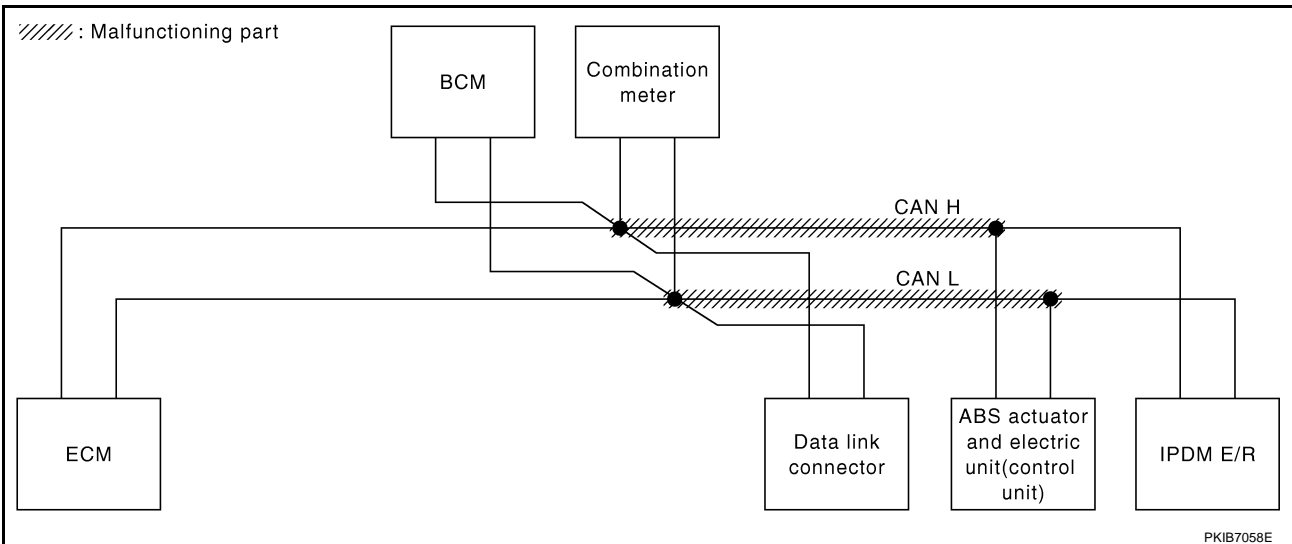 : Malfunctioning part
BCM
Combination
meter
CAN H
CAN L
ECM
Data link
connector
ABS actuator
and electric
unit(control
unit)
IPDM E/R
PKIB7058E